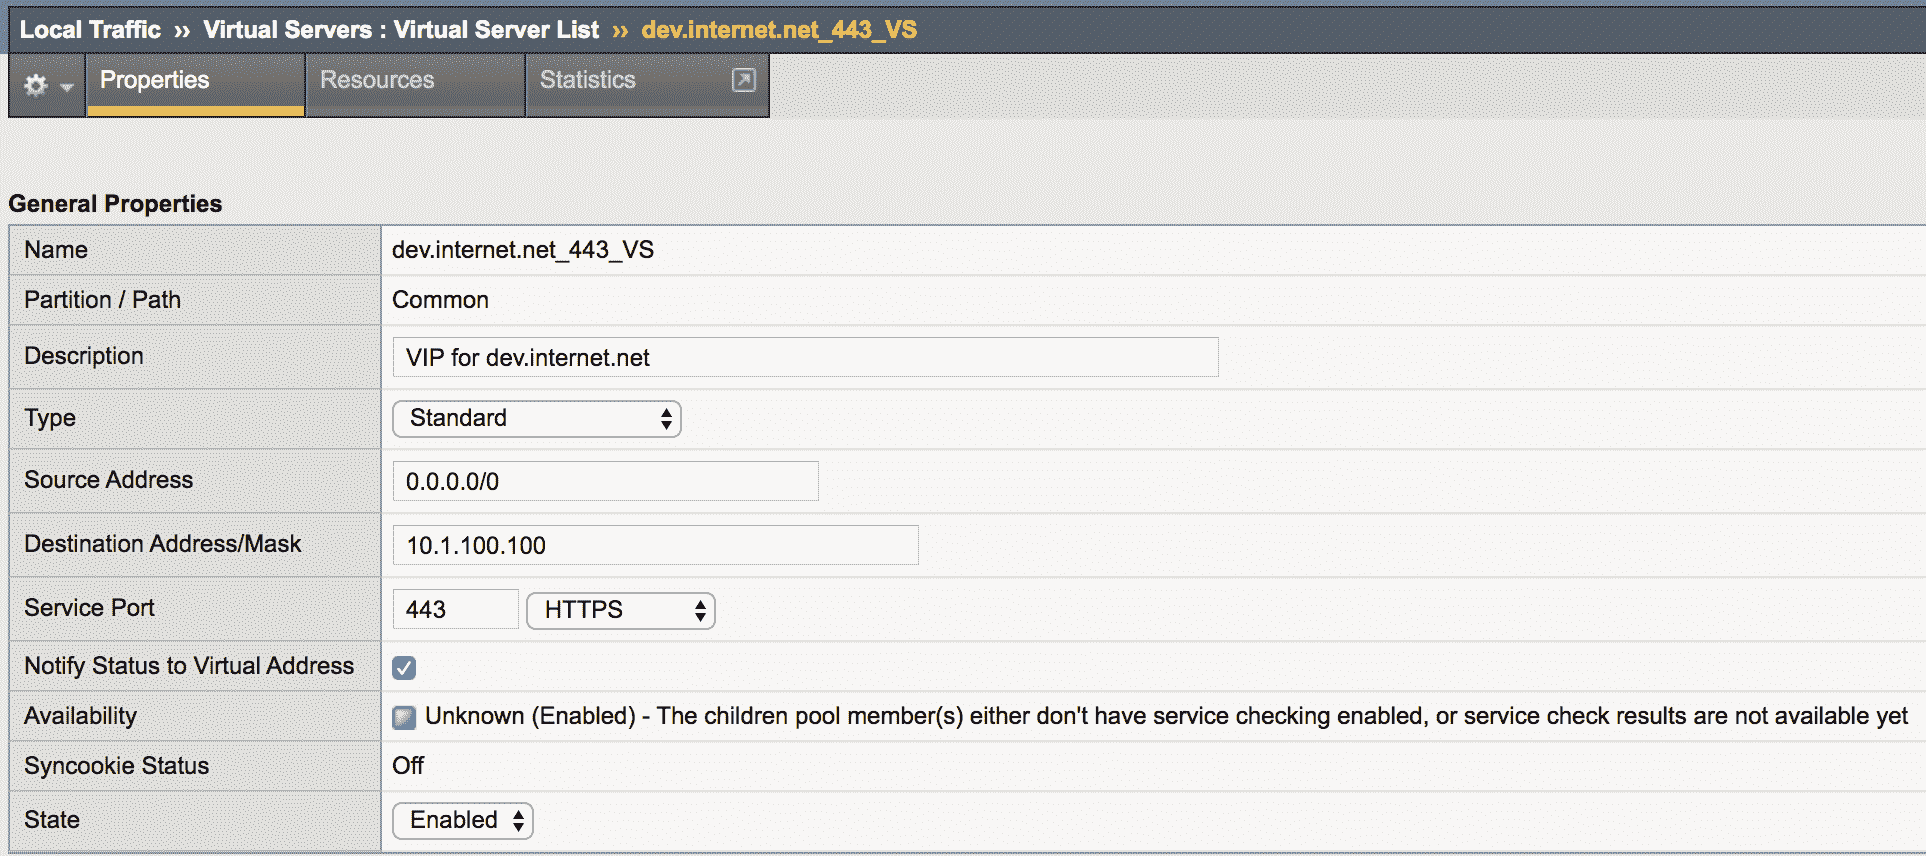 Local Traffic ›› Virtual Servers : Virtual Server List ›› dev.internet.net_443_VS
Properties Resources Statistics
General Properties
Name dev.internet.net_443_VS
Partition / Path Common
Description VIP for dev.internet.net
Type Standard
Source Address 0.0.0.0/0
Destination Address/Mask 10.1.100.100
Service Port 443 HTTPS
Notify Status to Virtual Address
Availability Unknown (Enabled) - The children pool member(s) either don't have service checking enabled, or service check results are not available yet
Syncookie Status Off
State Enabled